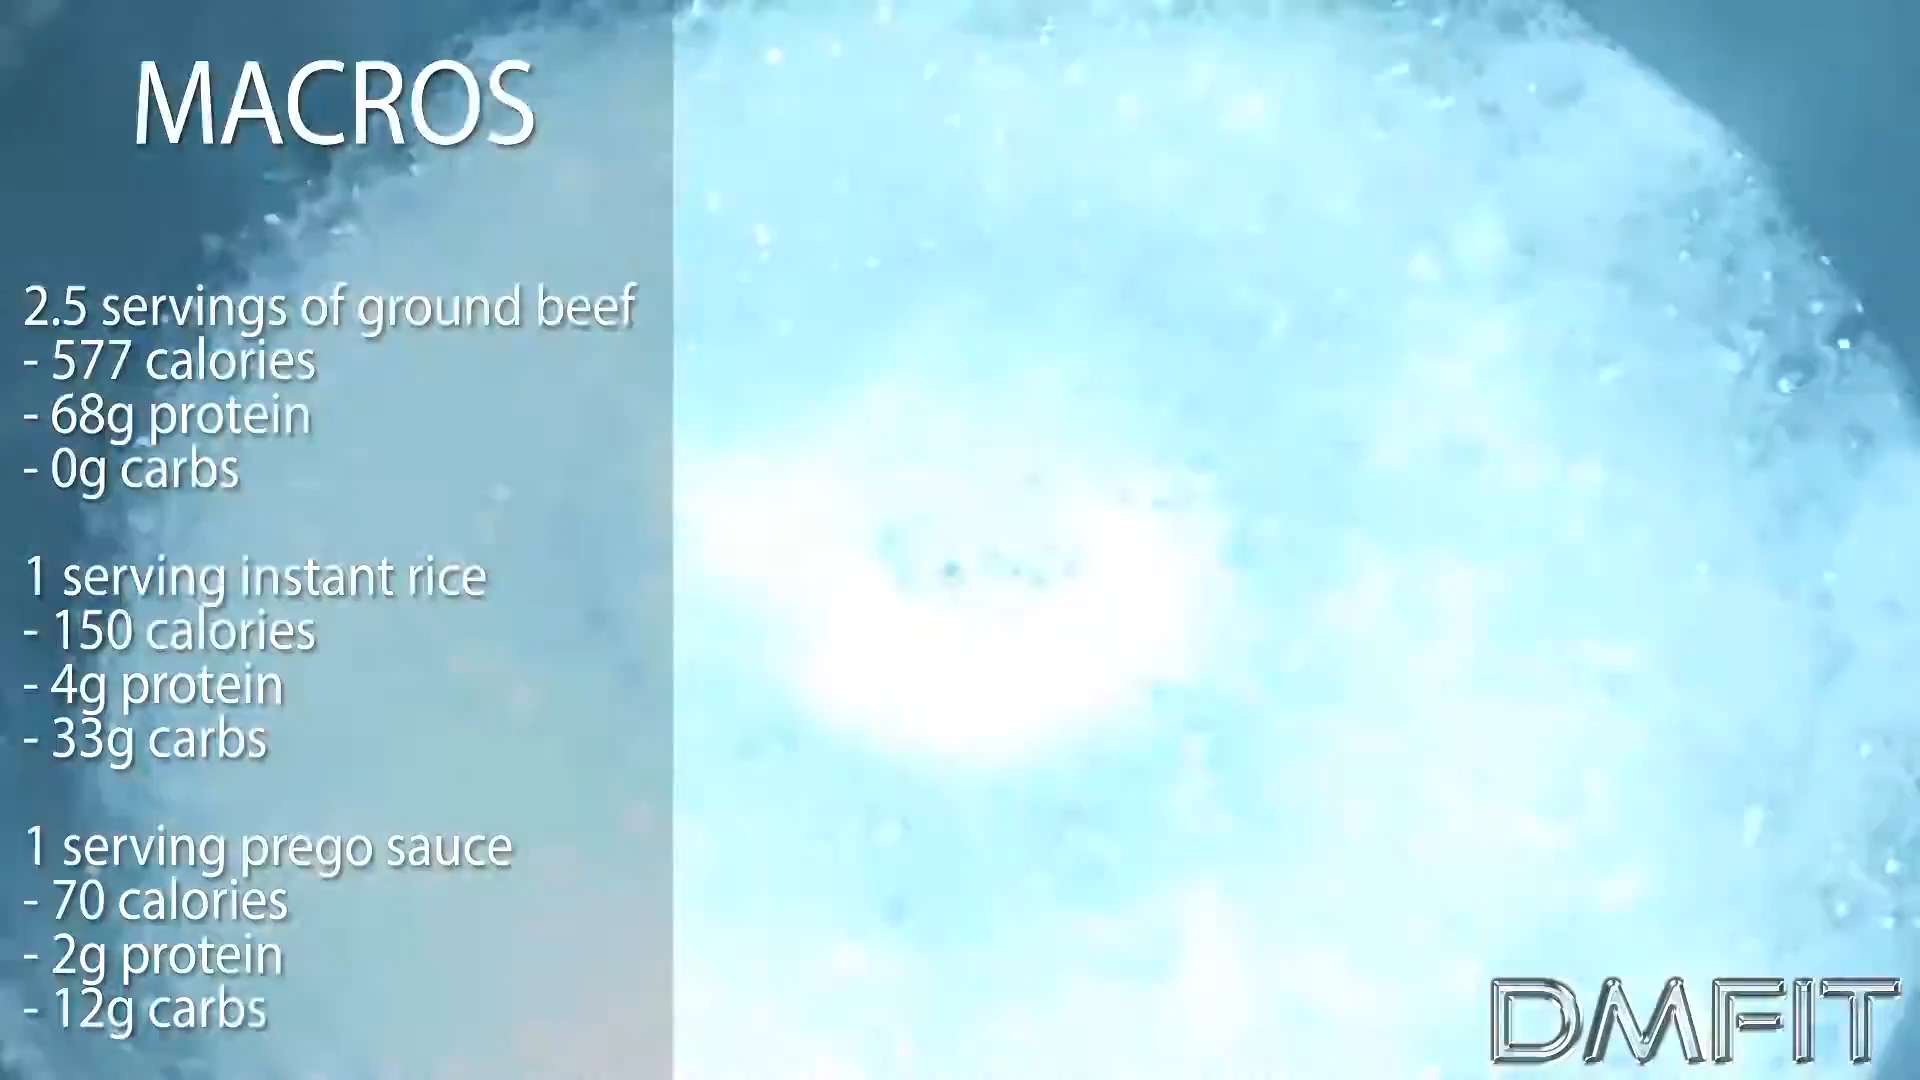 MACROS
2.5 servings of ground beef
- 577 calories
- 68g protein
- 0g carbs
1 serving instant rice
- 150 calories
- 4g protein
- 33g carbs
1 serving prego sauce
- 70 calories
- 2g protein
- 12g carbs
DMFIT